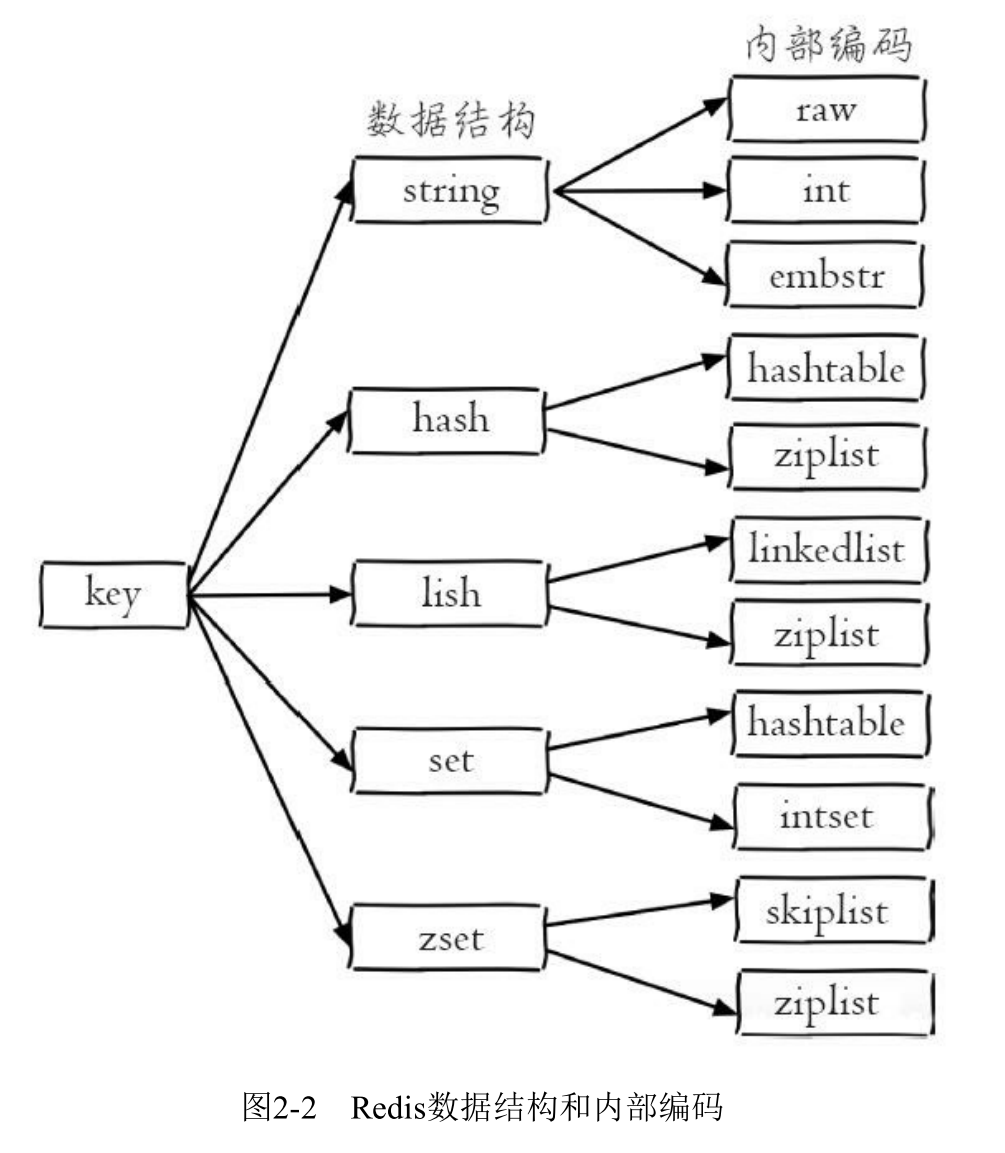 内部编码
数据结构
raw
string
int
embstr
hashtable
hash
ziplist
linkedlist
key
lish
ziplist
hashtable
set
intset
skiplist
zset
ziplist
图2-2 Redis数据结构和内部编码